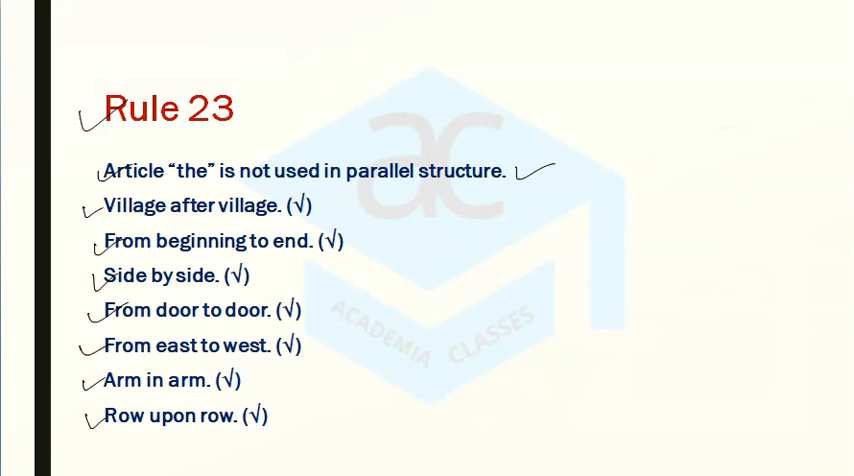 Rule 23
Article “the” is not used in parallel structure.
Village after village. (√)
From beginning to end. (√)
Side by side. (√)
From door to door. (√)
From east to west. (√)
Arm in arm. (√)
Row upon row. (√)
ac
ACADEMIA CLASSES